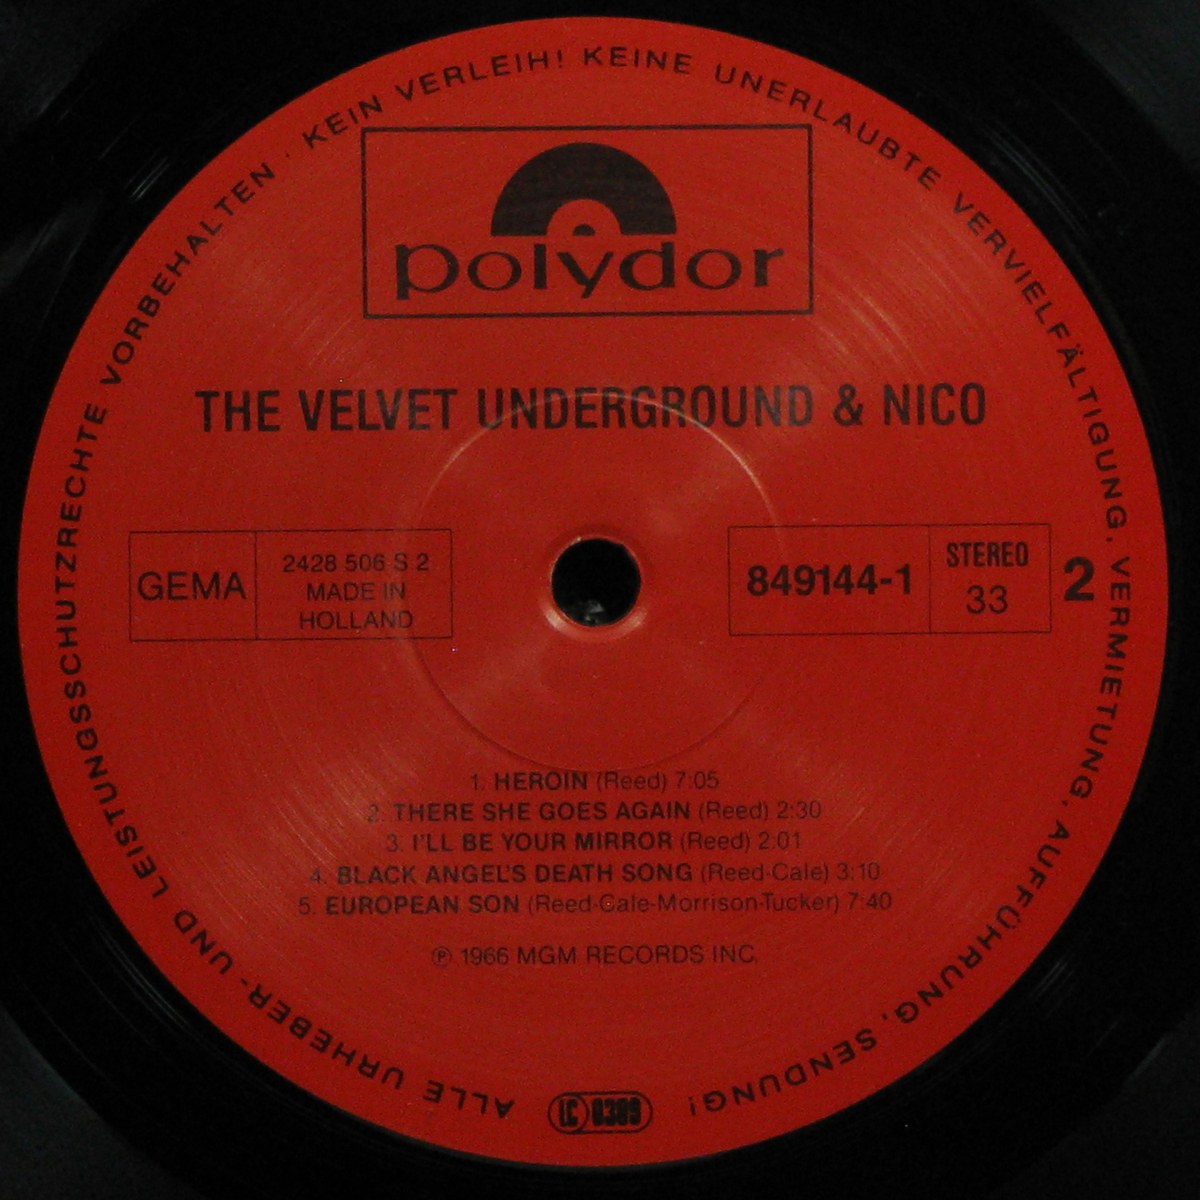 ALLE URHEBER- UND LEISTUNGSSCHUTZRECHTE VORBEHALTEN · KEIN VERLEIH! KEINE UNERLAUBTE VERVIELFÄLTIGUNG, VERMIETUNG, AUFFÜHRUNG, SENDUNG!
polydor
THE VELVET UNDERGROUND & NICO
GEMA
2428 506 S 2
MADE IN
HOLLAND
849144-1
STEREO
33
2
1. HEROIN (Reed) 7:05
2. THERE SHE GOES AGAIN (Reed) 2:30
3. I'LL BE YOUR MIRROR (Reed) 2:01
4. BLACK ANGEL'S DEATH SONG (Reed-Cale) 3:10
5. EUROPEAN SON (Reed-Cale-Morrison-Tucker) 7:40
℗ 1966 MGM RECORDS INC.
LC 0309